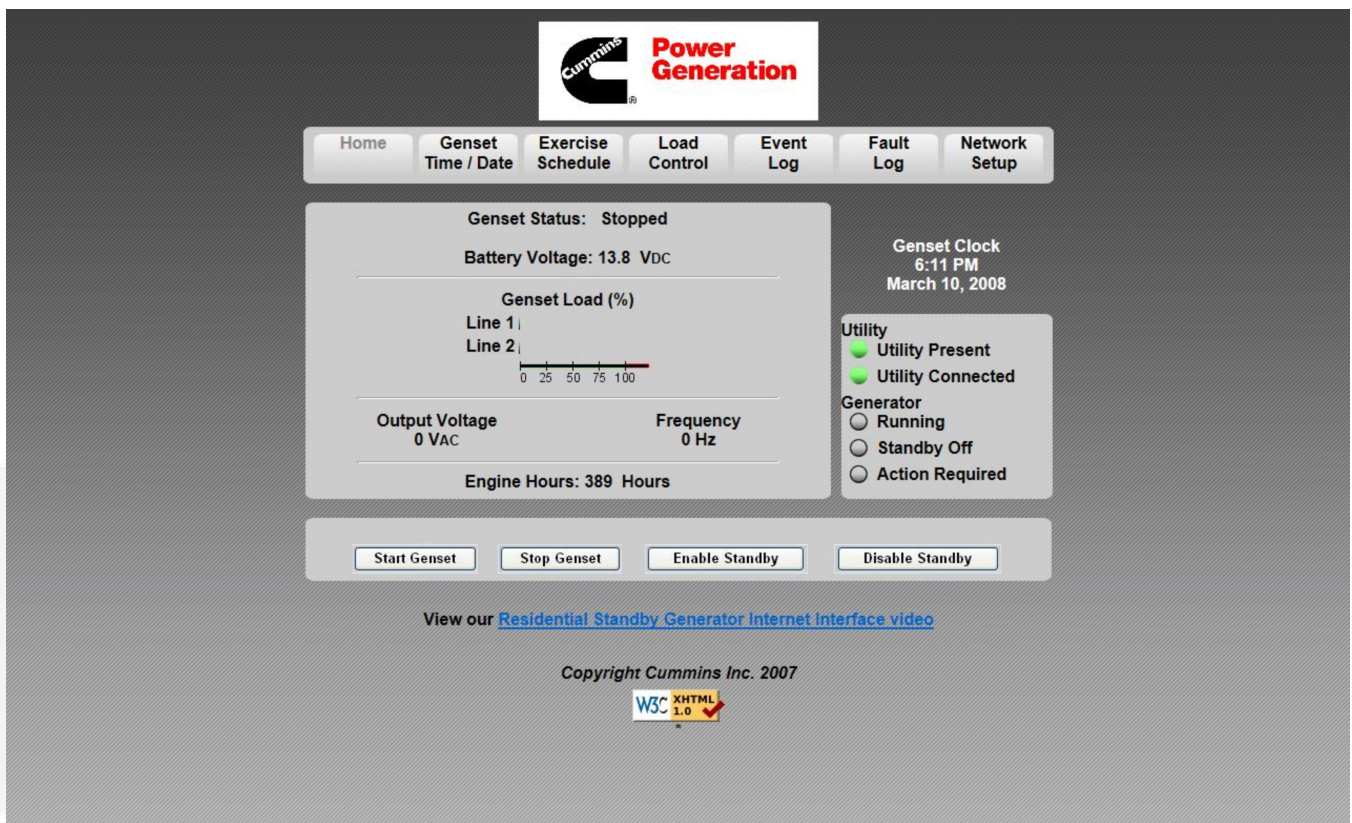 Cummins
Power
Generation
®
Home
Genset
Time / Date
Exercise
Schedule
Load
Control
Event
Log
Fault
Log
Network
Setup
Genset Status: Stopped
Battery Voltage: 13.8 VDC
Genset Load (%)
Line 1
Line 2
0 25 50 75 100
Output Voltage
0 VAC
Frequency
0 Hz
Engine Hours: 389 Hours
Genset Clock
6:11 PM
March 10, 2008
Utility
Utility Present
Utility Connected
Generator
Running
Standby Off
Action Required
Start Genset
Stop Genset
Enable Standby
Disable Standby
View our Residential Standby Generator Internet Interface video
Copyright Cummins Inc. 2007
W3C XHTML
1.0
*